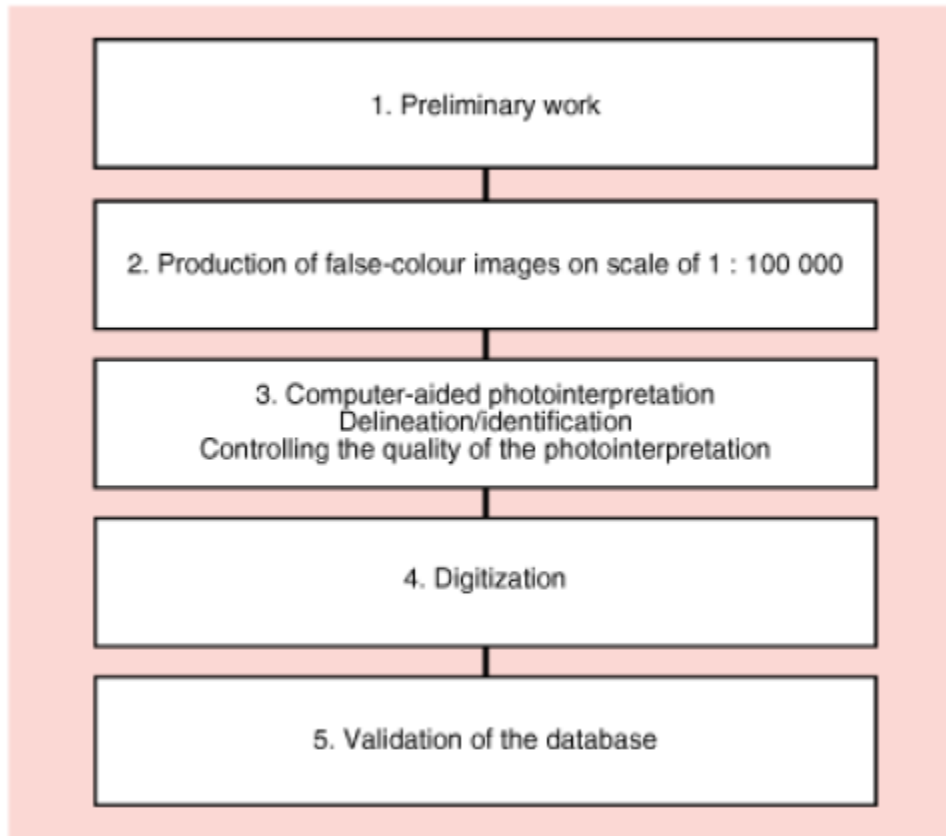 1. Preliminary work
2. Production of false-colour images on scale of 1 : 100 000
3. Computer-aided photointerpretation
Delineation/identification
Controlling the quality of the photointerpretation
4. Digitization
5. Validation of the database